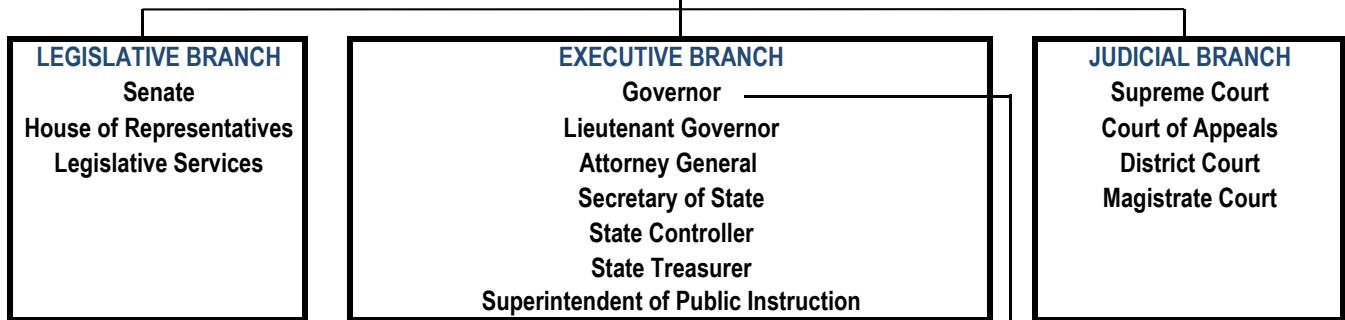 LEGISLATIVE BRANCH
Senate
House of Representatives
Legislative Services
EXECUTIVE BRANCH
Governor
Lieutenant Governor
Attorney General
Secretary of State
State Controller
State Treasurer
Superintendent of Public Instruction
JUDICIAL BRANCH
Supreme Court
Court of Appeals
District Court
Magistrate Court